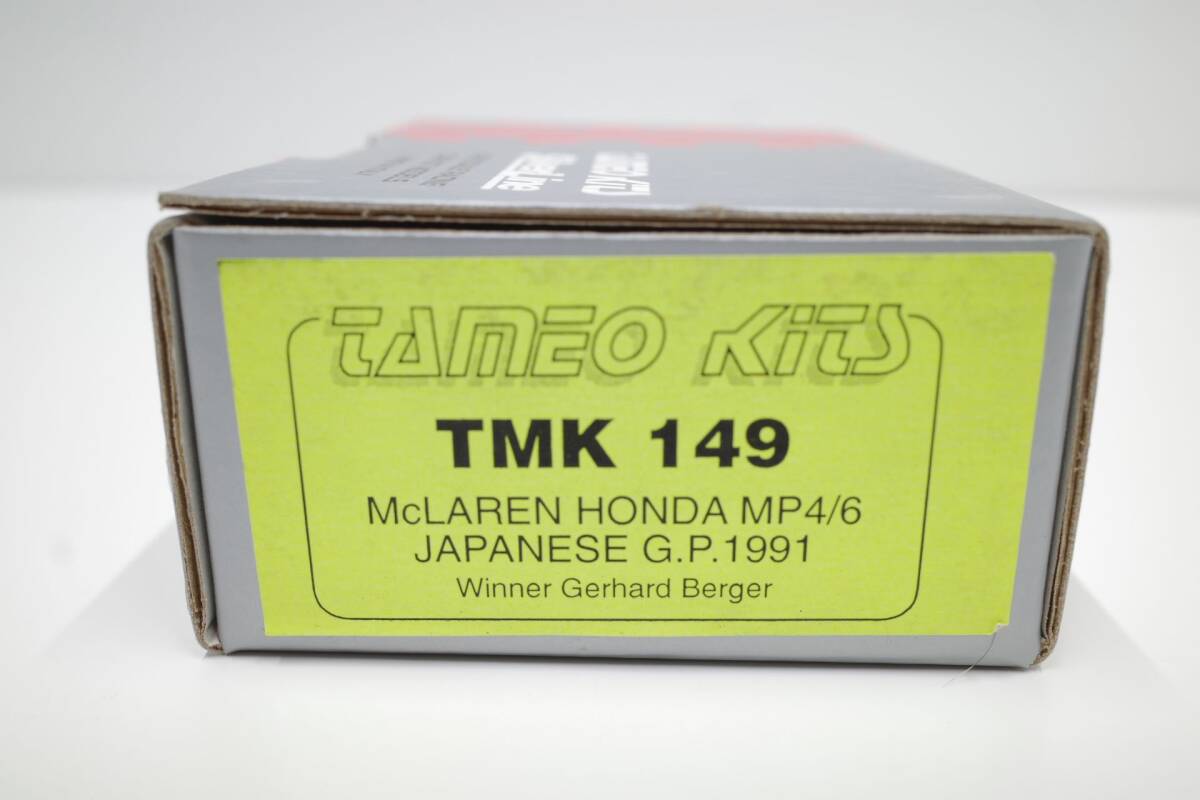 TAMEO KITS
TMK 149
McLAREN HONDA MP4/6
JAPANESE G.P.1991
Winner Gerhard Berger